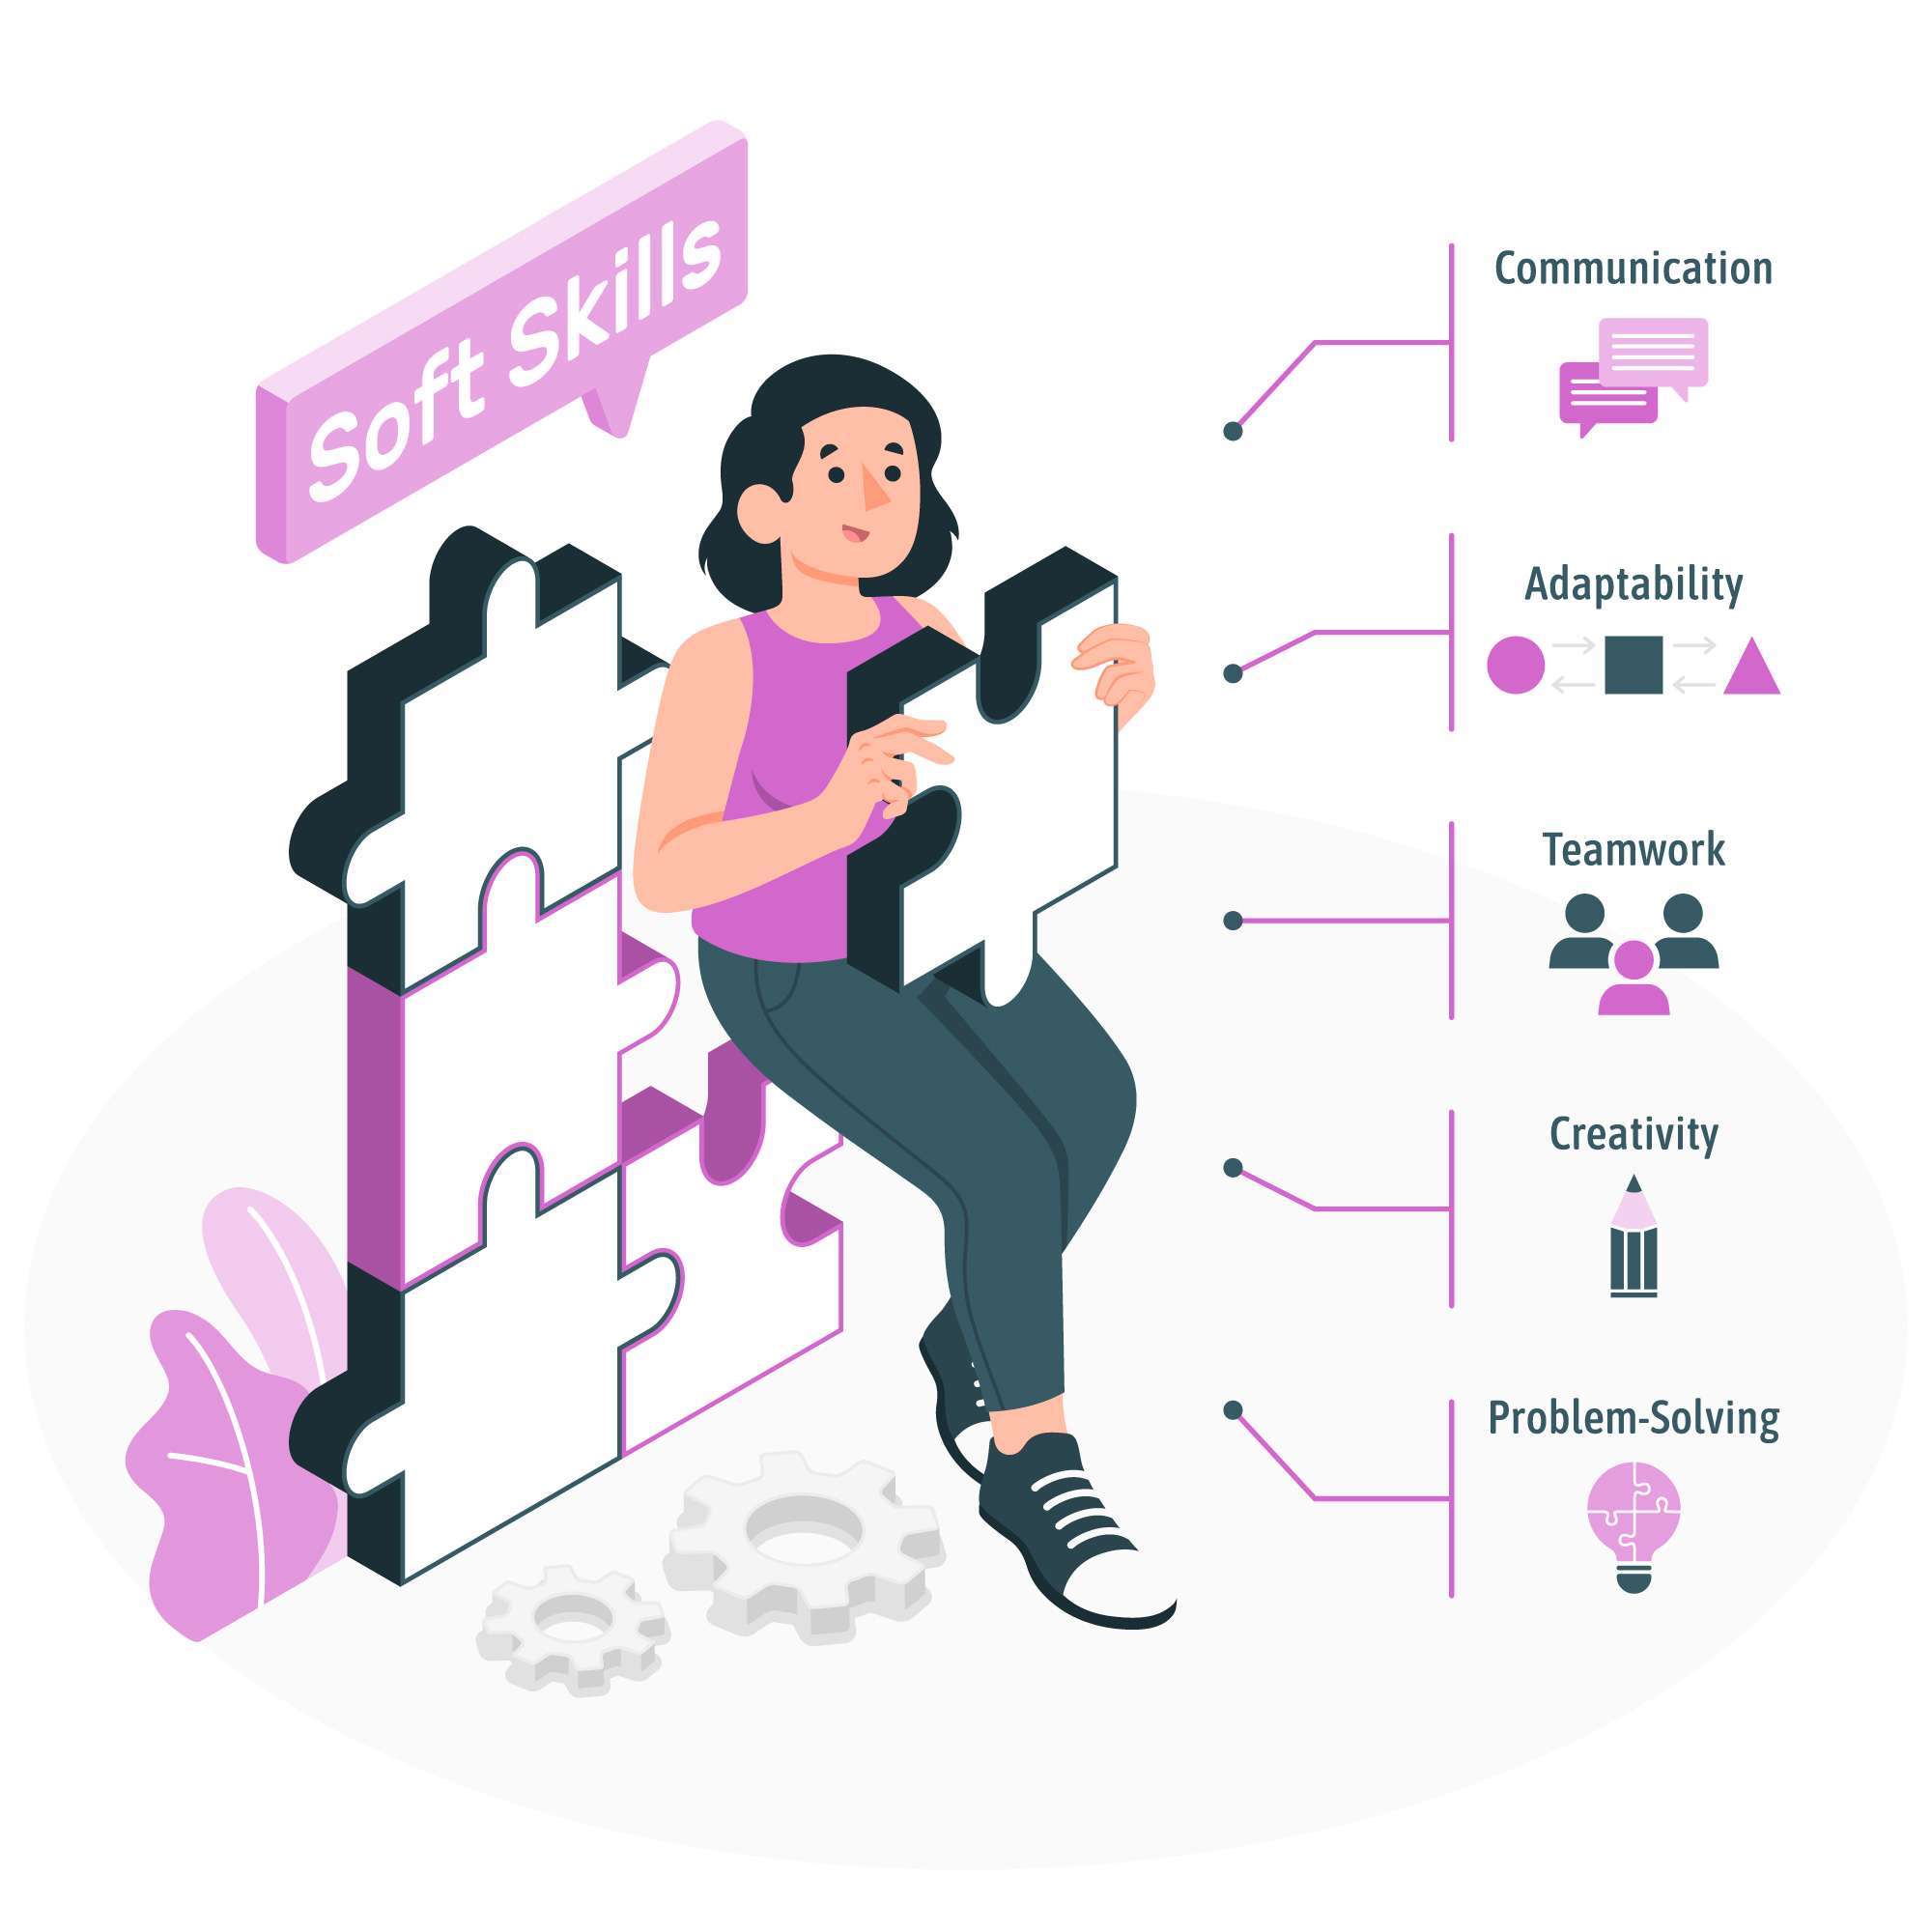 Soft Skills
Communication
Adaptability
Teamwork
Creativity
Problem-Solving